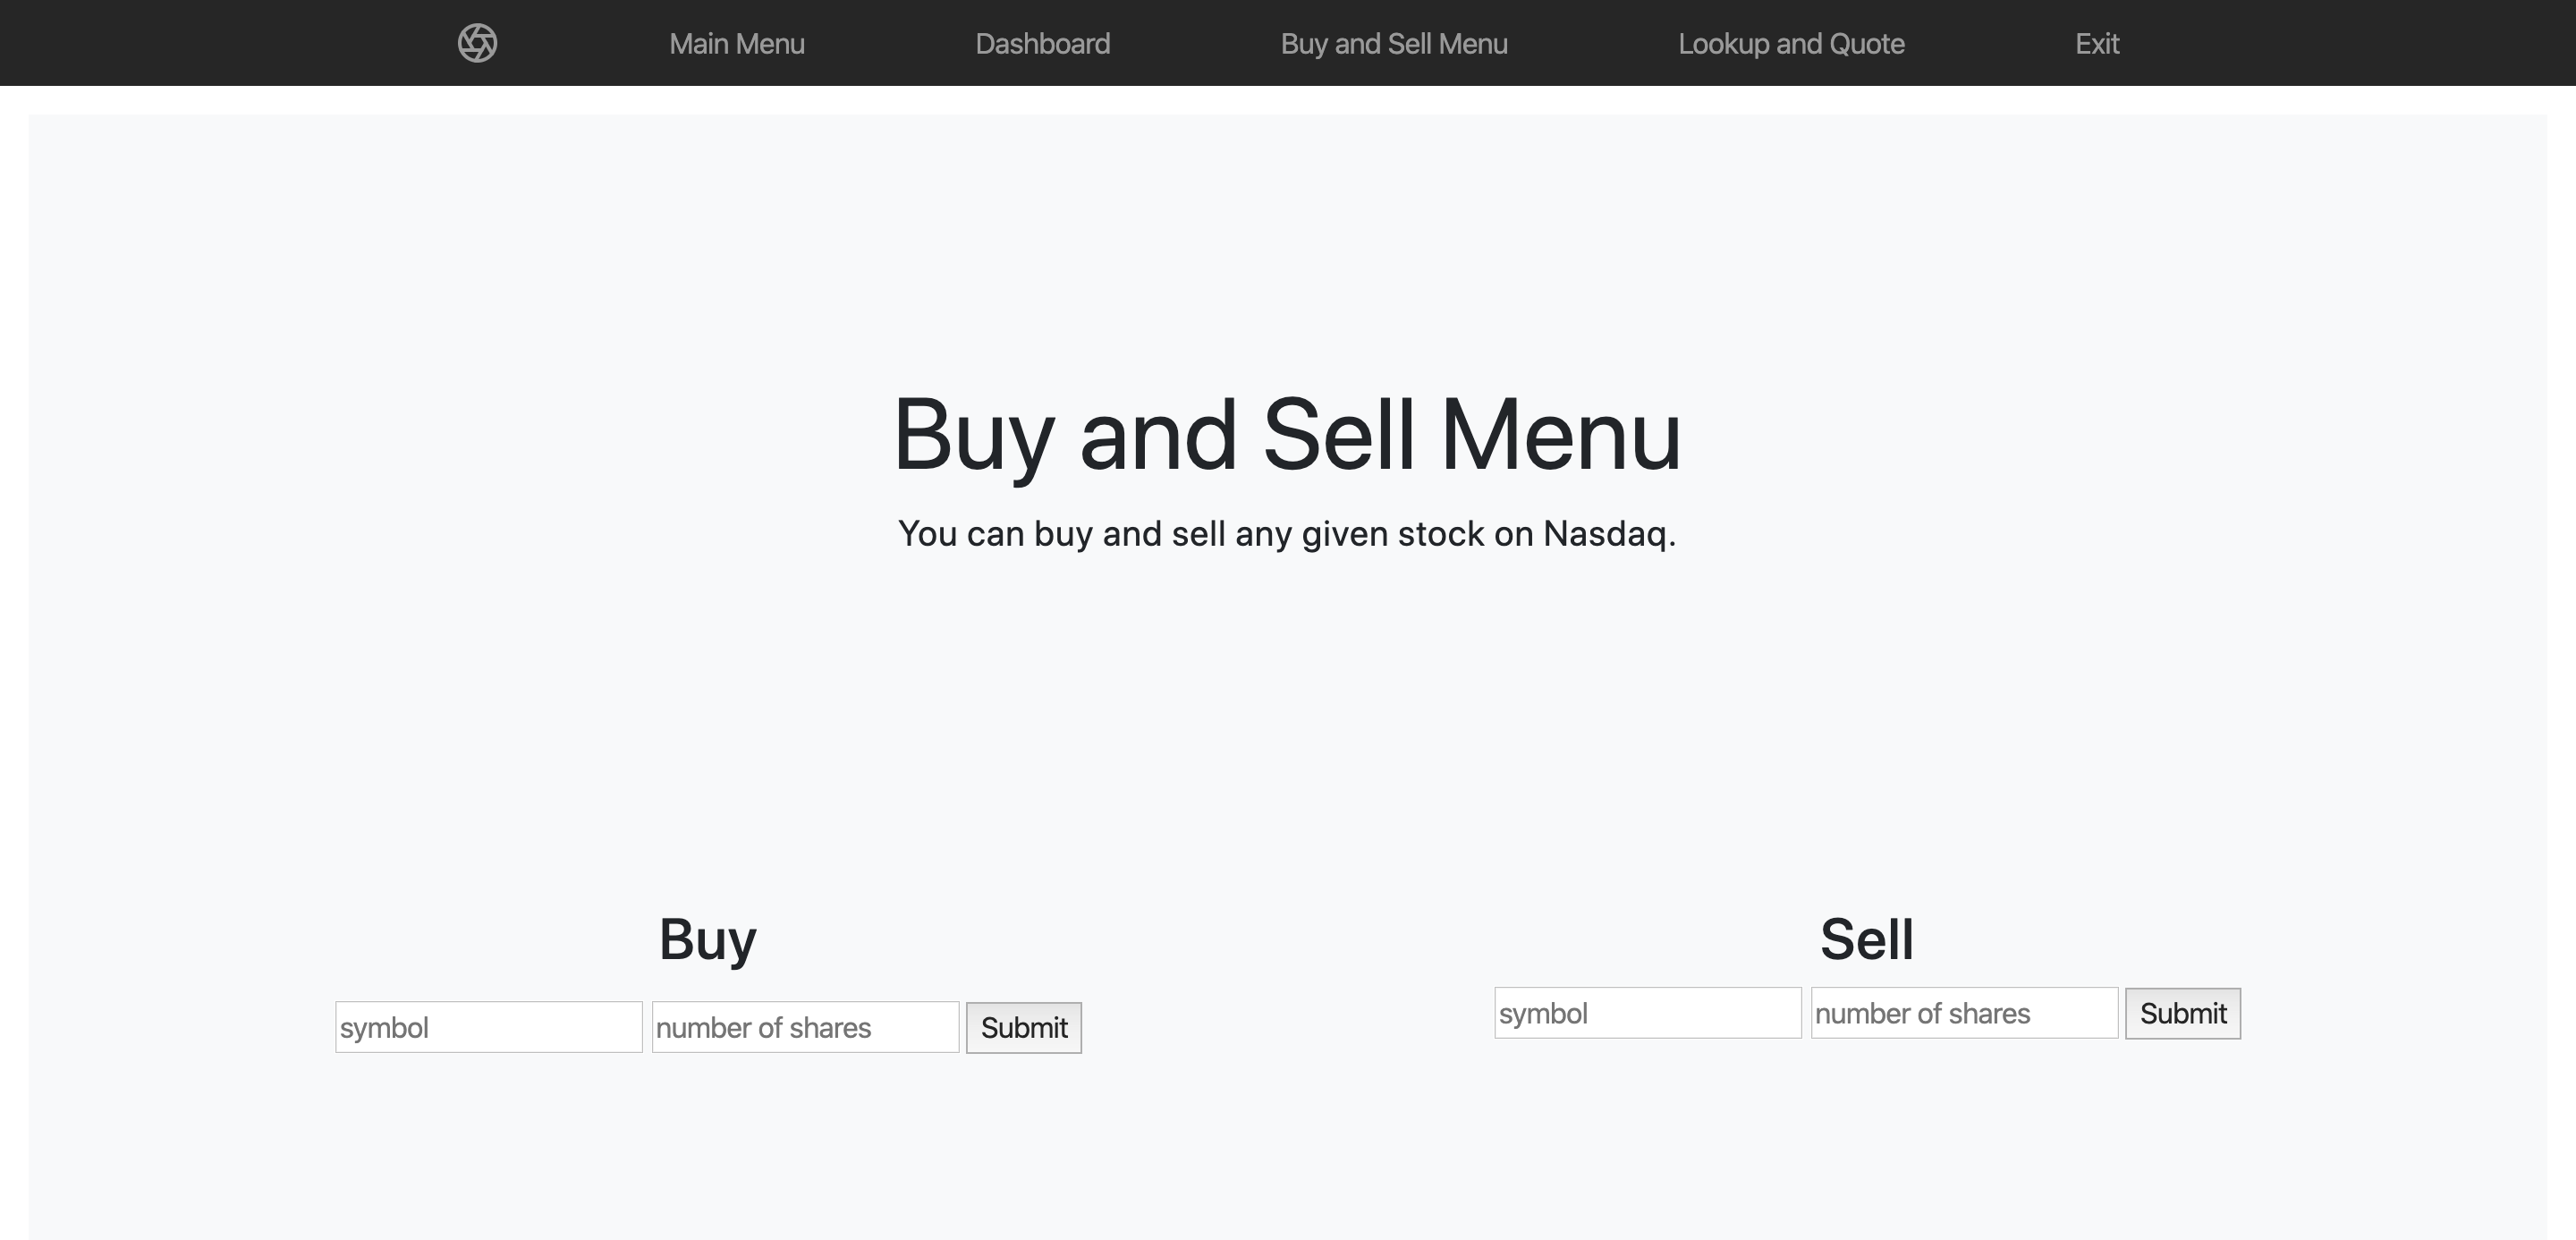 Main Menu Dashboard Buy and Sell Menu Lookup and Quote Exit
Buy and Sell Menu
You can buy and sell any given stock on Nasdaq.
Buy
symbol number of shares Submit
Sell
symbol number of shares Submit